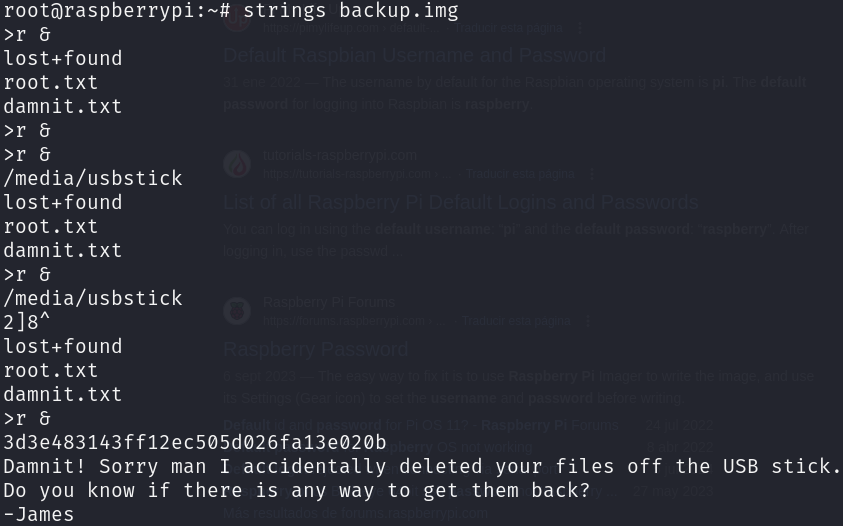 root@raspberrypi:~# strings backup.img
>r &
lost+found
root.txt
damnit.txt
>r &
>r &
/media/usbstick
lost+found
root.txt
damnit.txt
>r &
/media/usbstick
2]8^
lost+found
root.txt
damnit.txt
>r &
3d3e483143ff12ec505d026fa13e020b
Damnit! Sorry man I accidentally deleted your files off the USB stick.
Do you know if there is any way to get them back?
-James
Default Raspbian Username and Password
31 ene 2022 — The username by default for the Raspbian operating system is pi. The default
password for logging into Raspbian is raspberry
tutorials-raspberrypi.com
Traducir esta página
List of all Raspberry Pi Default Logins and Passwords
You can log in using the default username: "pi" and the default password: "raspberry". After
logging in, use the passwd...
Raspberry Pi Forums
Traducir esta página
Raspberry Password
The easy way to fix it is to use Raspberry Pi Imager to write the image, and use
its Settings (Gear icon) to set the username and password before writing.
Default id and password for PI OS 11? - Raspberry Pi Forums
Más resultados de forums.raspberrypi.com